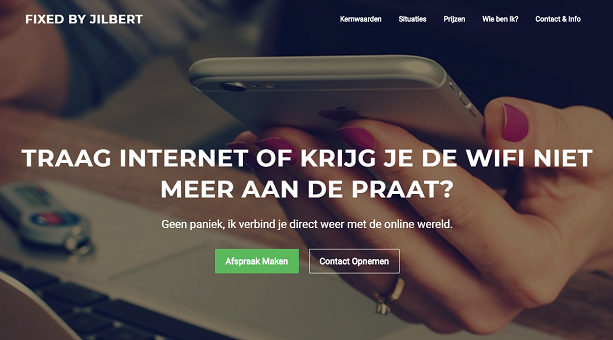 FIXED BY JILBERT
Kernwaarden Situaties Prijzen Wie ben ik? Contact & Info
TRAAG INTERNET OF KRIJG JE DE WIFI NIET
MEER AAN DE PRAAT?
Geen paniek, ik verbind je direct weer met de online wereld.
Afspraak Maken Contact Opnemen